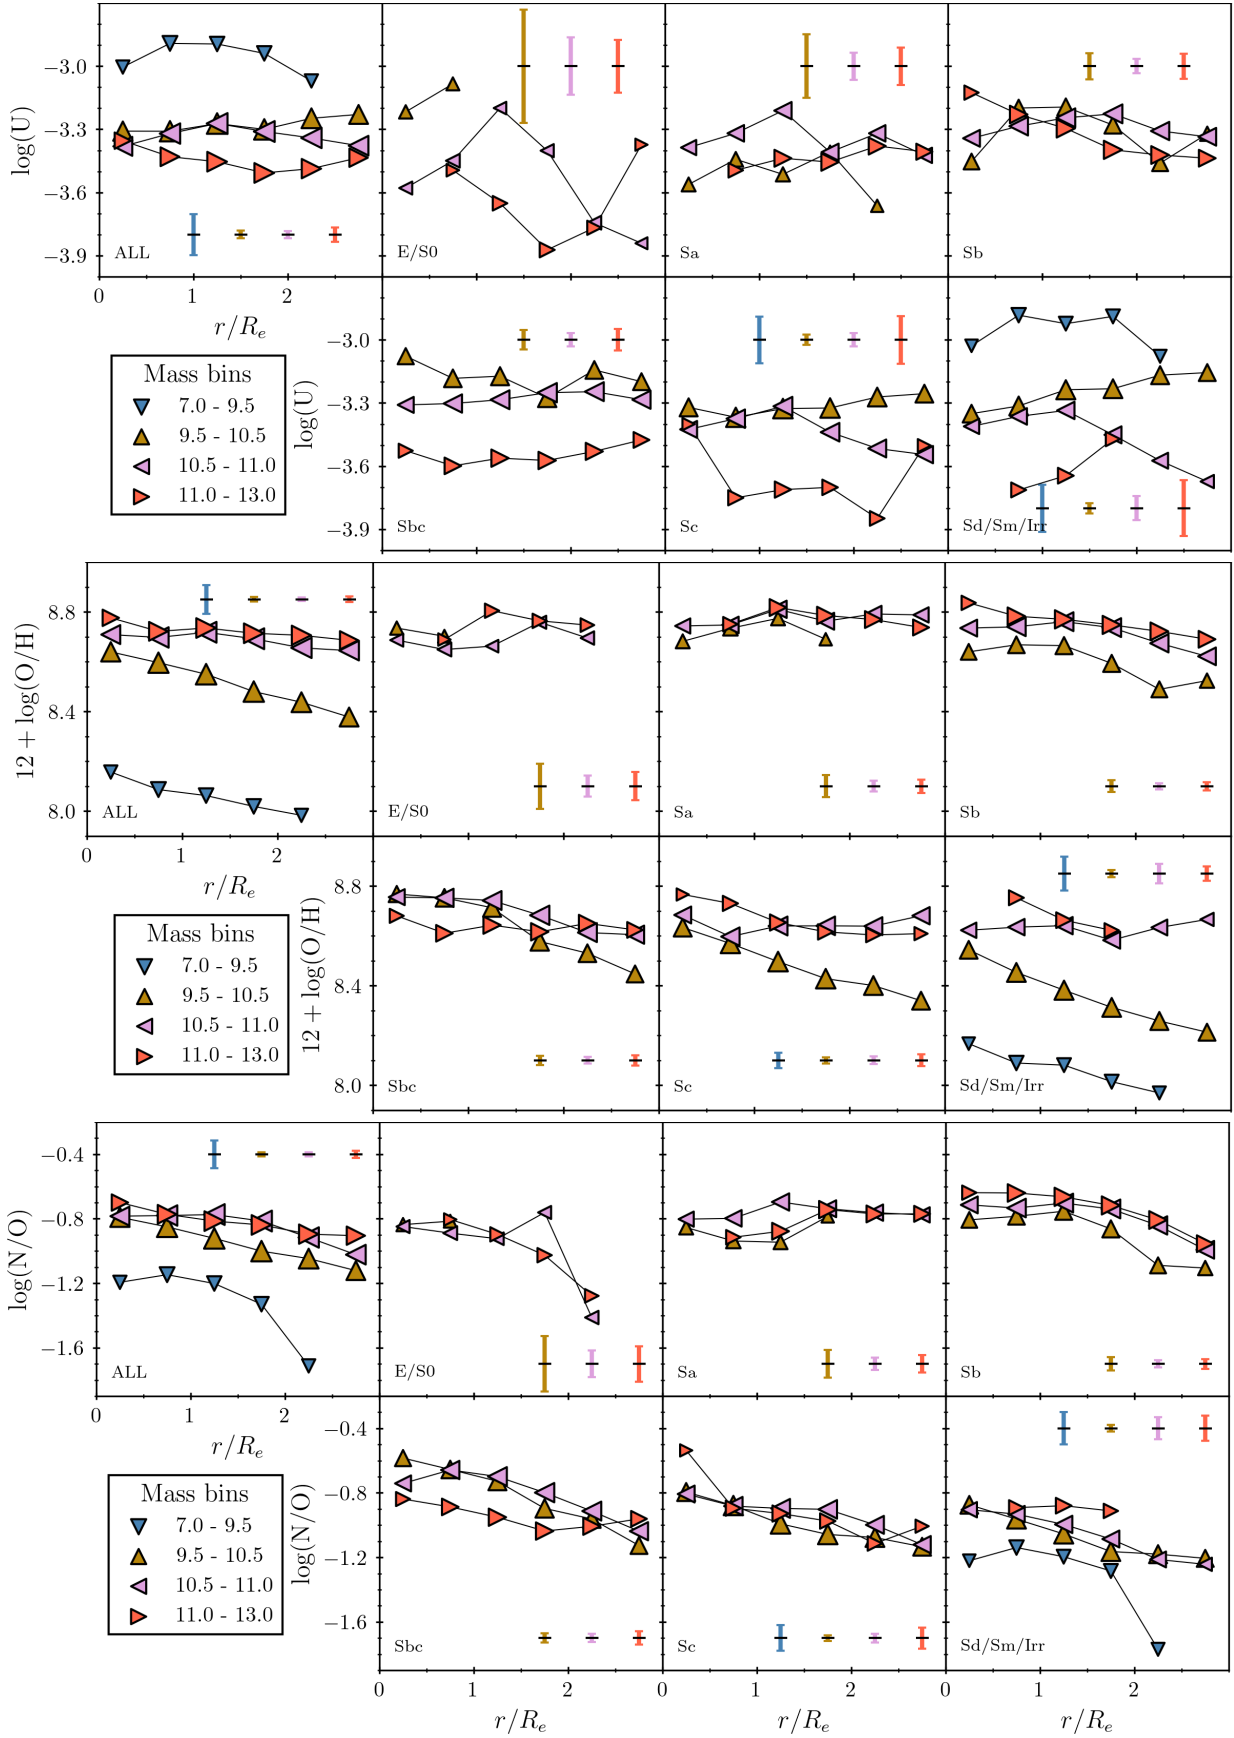 −3.0
−3.3
−3.6
−3.9
log(U)
ALL
E/S0
Sa
Sb
0 1 2
r/Re
Mass bins
7.0 - 9.5
9.5 - 10.5
10.5 - 11.0
11.0 - 13.0
−3.0
−3.3
−3.6
−3.9
log(U)
Sbc
Sc
Sd/Sm/Irr
8.8
8.4
8.0
12 + log(O/H)
ALL
E/S0
Sa
Sb
0 1 2
r/Re
Mass bins
7.0 - 9.5
9.5 - 10.5
10.5 - 11.0
11.0 - 13.0
8.8
8.4
8.0
12 + log(O/H)
Sbc
Sc
Sd/Sm/Irr
−0.4
−0.8
−1.2
−1.6
log(N/O)
ALL
E/S0
Sa
Sb
0 1 2
r/Re
Mass bins
7.0 - 9.5
9.5 - 10.5
10.5 - 11.0
11.0 - 13.0
−0.4
−0.8
−1.2
−1.6
log(N/O)
Sbc
Sc
Sd/Sm/Irr
0 1 2 0 1 2 0 1 2
r/Re r/Re r/Re